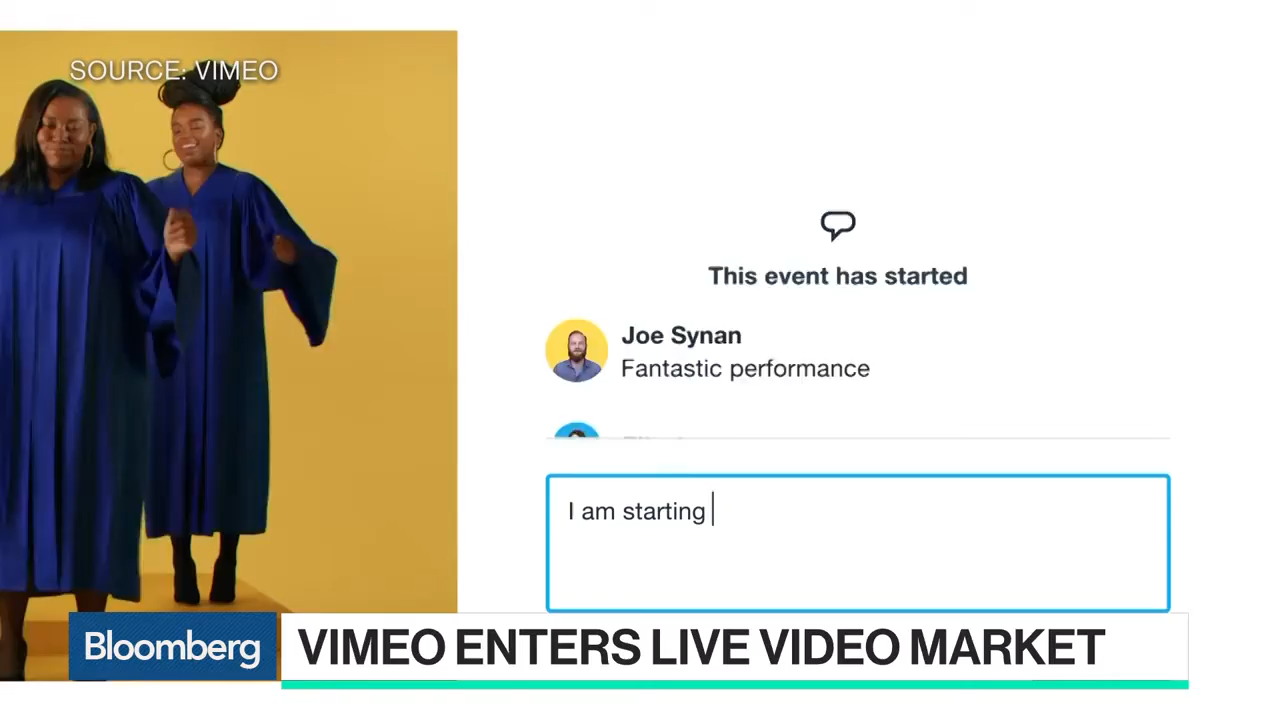 SOURCE: VIMEO
This event has started
Joe Synan
Fantastic performance
I am starting
Bloomberg
VIMEO ENTERS LIVE VIDEO MARKET